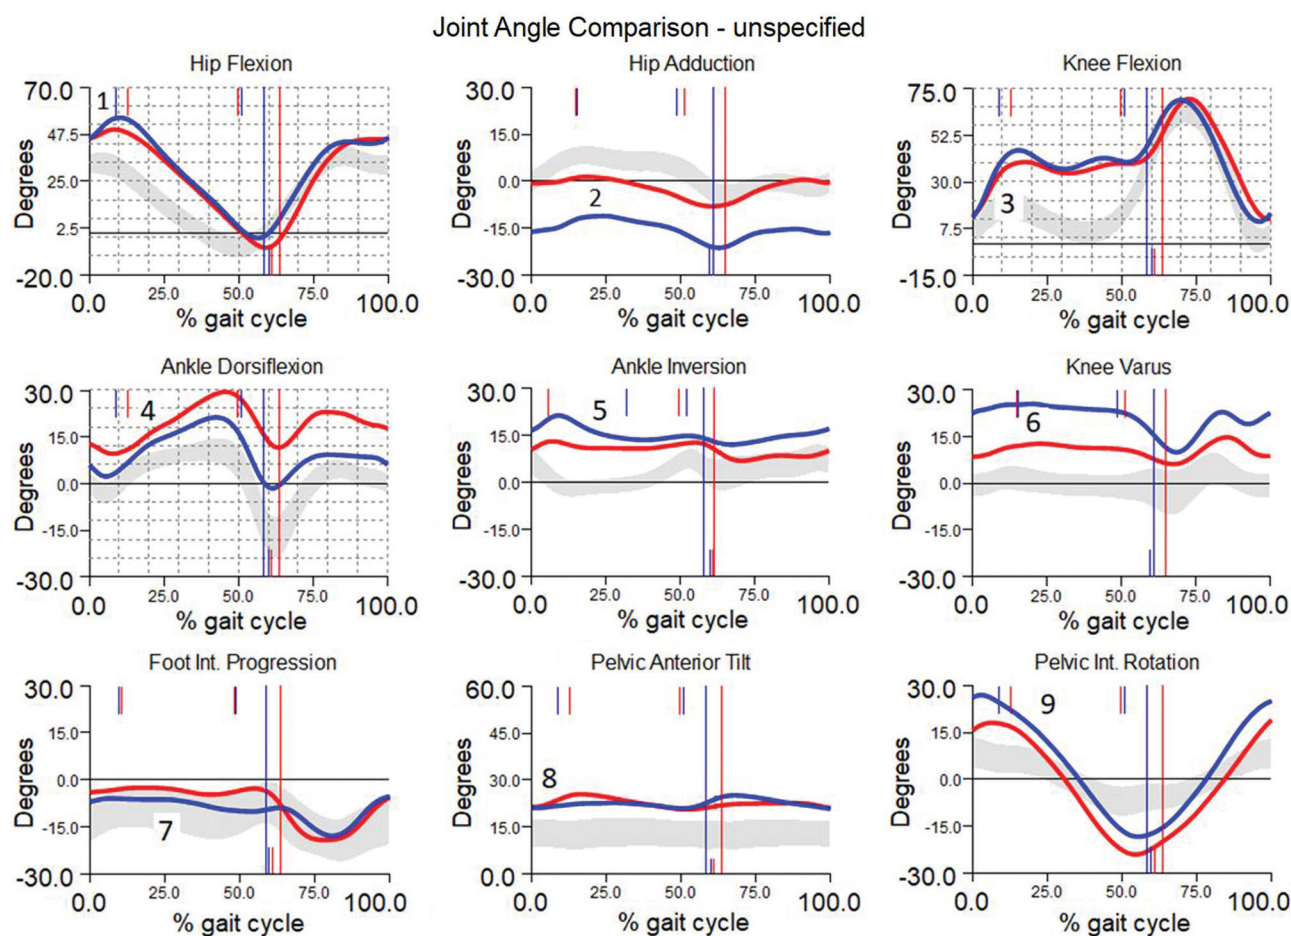 Joint Angle Comparison - unspecified
Hip Flexion
70.0
47.5
25.0
2.5
-20.0
Degrees
1
0.0 25.0 50.0 75.0 100.0
% gait cycle
Hip Adduction
30.0
15.0
0.0
-15.0
-30.0
Degrees
2
0.0 25.0 50.0 75.0 100.0
% gait cycle
Knee Flexion
75.0
52.5
30.0
7.5
-15.0
Degrees
3
0.0 25.0 50.0 75.0 100.0
% gait cycle
Ankle Dorsiflexion
30.0
15.0
0.0
-15.0
-30.0
Degrees
4
0.0 25.0 50.0 75.0 100.0
% gait cycle
Ankle Inversion
30.0
15.0
0.0
-15.0
-30.0
Degrees
5
0.0 25.0 50.0 75.0 100.0
% gait cycle
Knee Varus
30.0
15.0
0.0
-15.0
-30.0
Degrees
6
0.0 25.0 50.0 75.0 100.0
% gait cycle
Foot Int. Progression
30.0
15.0
0.0
-15.0
-30.0
Degrees
7
0.0 25.0 50.0 75.0 100.0
% gait cycle
Pelvic Anterior Tilt
60.0
45.0
30.0
15.0
0.0
Degrees
8
0.0 25.0 50.0 75.0 100.0
% gait cycle
Pelvic Int. Rotation
30.0
15.0
0.0
-15.0
-30.0
Degrees
9
0.0 25.0 50.0 75.0 100.0
% gait cycle